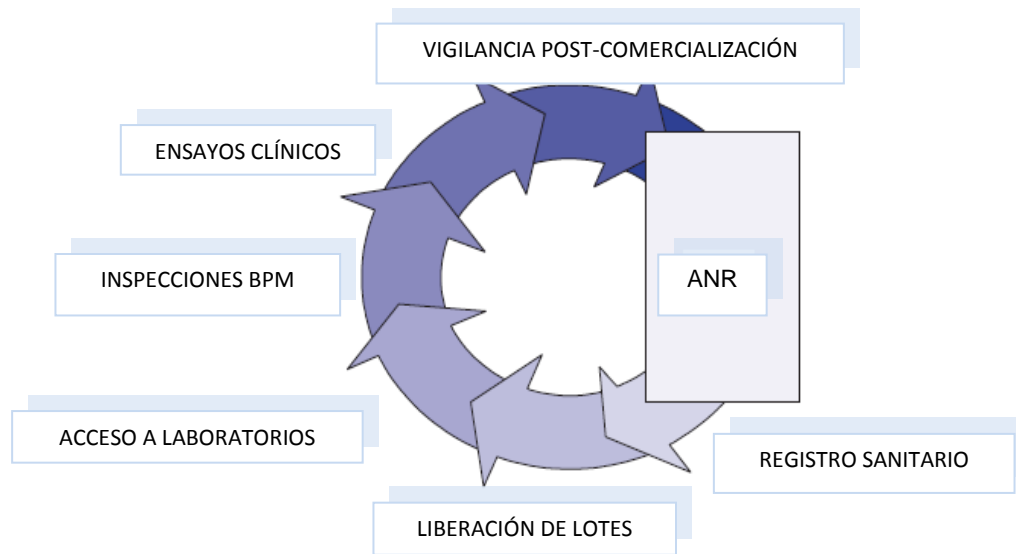 VIGILANCIA POST-COMERCIALIZACIÓN
ENSAYOS CLÍNICOS
INSPECCIONES BPM
ANR
ACCESO A LABORATORIOS
REGISTRO SANITARIO
LIBERACIÓN DE LOTES